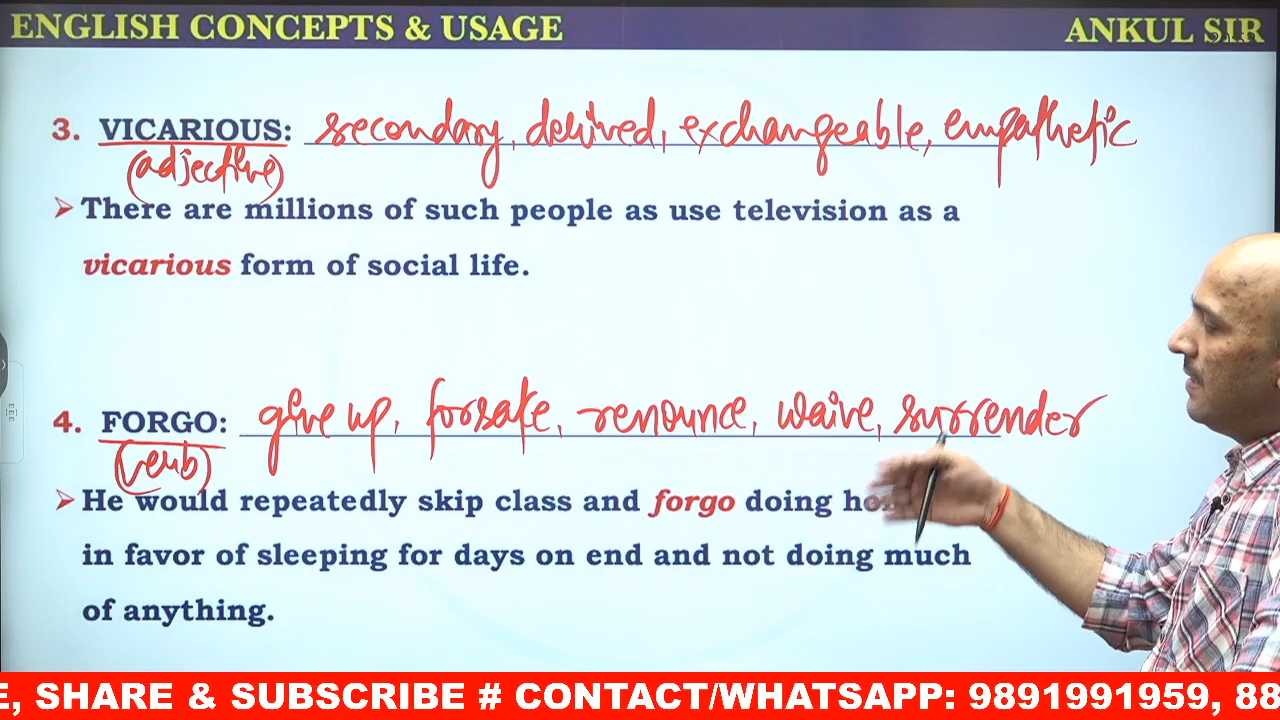 ENGLISH CONCEPTS & USAGE ANKUL SIR
3. VICARIOUS: secondary, derived, exchangeable, empathetic
(adjective)
➢ There are millions of such people as use television as a
vicarious form of social life.
4. FORGO: give up, forsake, renounce, waive, surrender
(verb)
➢ He would repeatedly skip class and forgo doing
in favor of sleeping for days on end and not doing much
of anything.
E, SHARE & SUBSCRIBE # CONTACT/WHATSAPP: 9891991959, 88